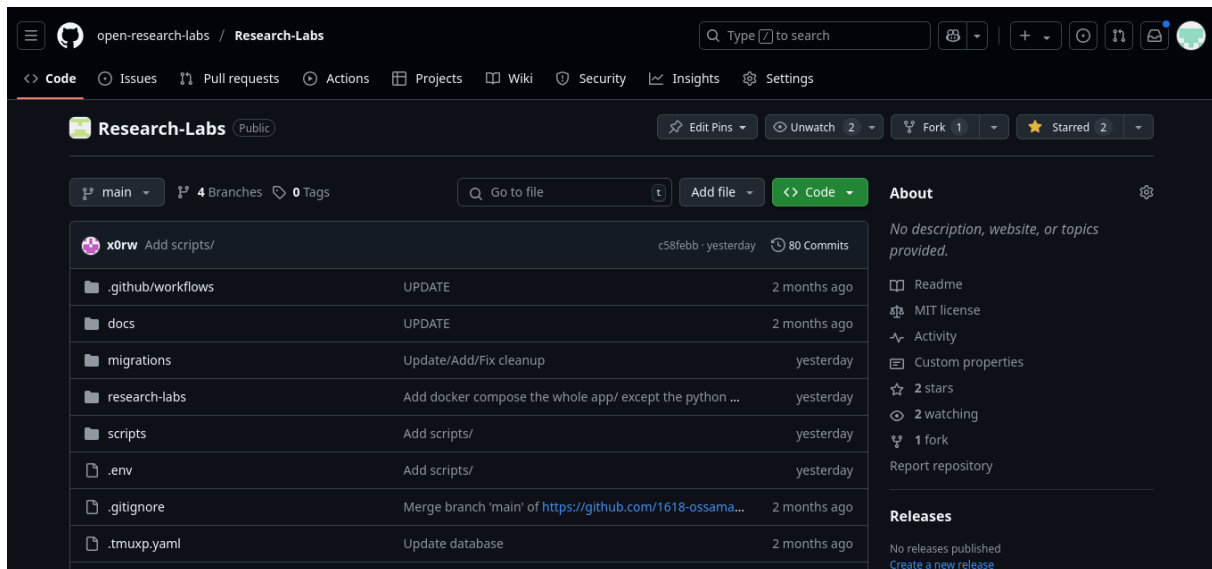 open-research-labs / Research-Labs
Type / to search
Code Issues Pull requests Actions Projects Wiki Security Insights Settings
Research-Labs Public
Edit Pins Unwatch 2 Fork 1 Starred 2
main 4 Branches 0 Tags Go to file t Add file Code
x0rw Add scripts/ c58febb · yesterday 80 Commits
.github/workflows UPDATE 2 months ago
docs UPDATE 2 months ago
migrations Update/Add/Fix cleanup yesterday
research-labs Add docker compose the whole app/ except the python ... yesterday
scripts Add scripts/ yesterday
.env Add scripts/ yesterday
.gitignore Merge branch 'main' of https://github.com/1618-ossama... 2 months ago
.tmuxp.yaml Update database 2 months ago
About
No description, website, or topics
provided.
Readme
MIT license
Activity
Custom properties
2 stars
2 watching
1 fork
Report repository
Releases
No releases published
Create a new release